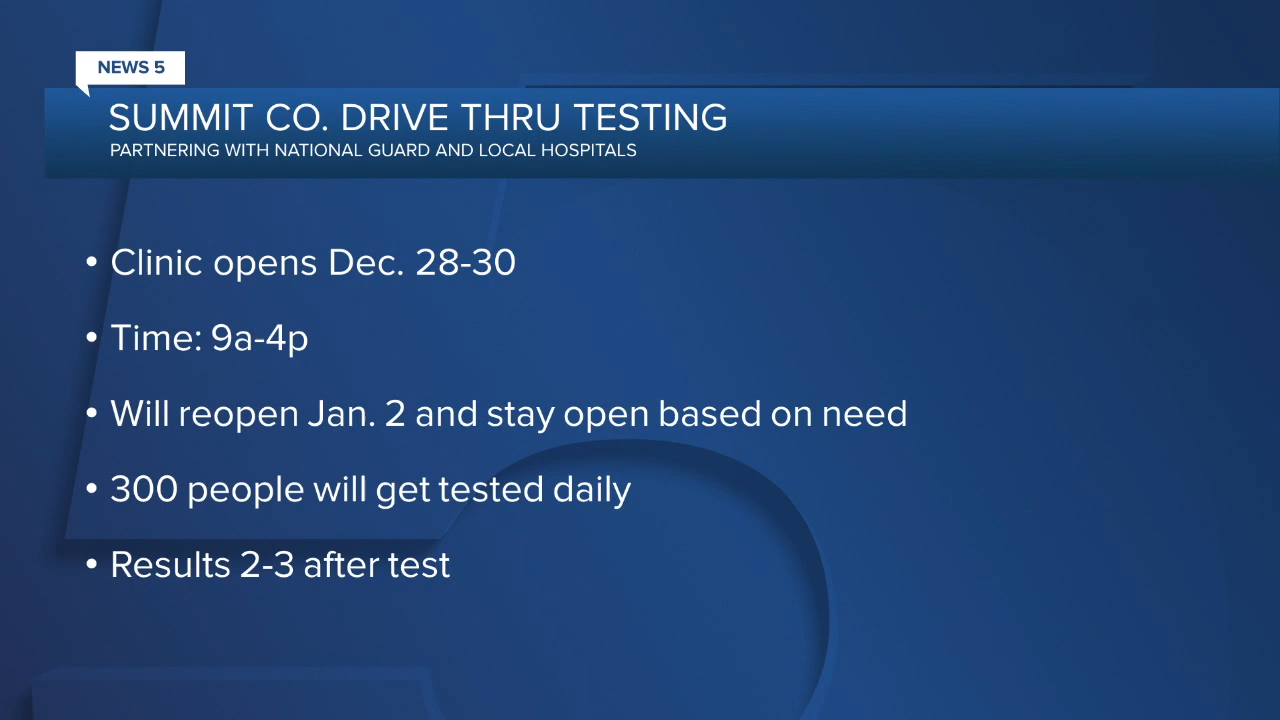 NEWS 5
SUMMIT CO. DRIVE THRU TESTING
PARTNERING WITH NATIONAL GUARD AND LOCAL HOSPITALS
• Clinic opens Dec. 28-30
• Time: 9a-4p
• Will reopen Jan. 2 and stay open based on need
• 300 people will get tested daily
• Results 2-3 after test